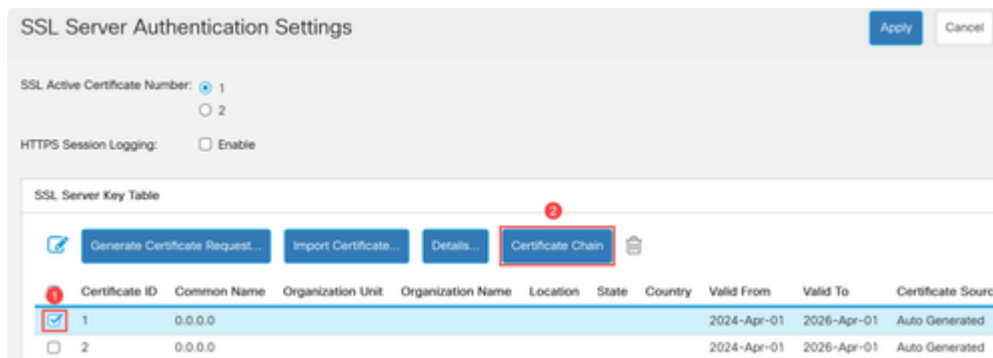 SSL Server Authentication Settings
Apply
Cancel
SSL Active Certificate Number:
1
2
HTTPS Session Logging:
Enable
SSL Server Key Table
2
Generate Certificate Request...
Import Certificate...
Details...
Certificate Chain
1
Certificate ID Common Name Organization Unit Organization Name Location State Country Valid From Valid To Certificate Sourc
1 0.0.0.0 2024-Apr-01 2026-Apr-01 Auto Generated
2 0.0.0.0 2024-Apr-01 2026-Apr-01 Auto Generated